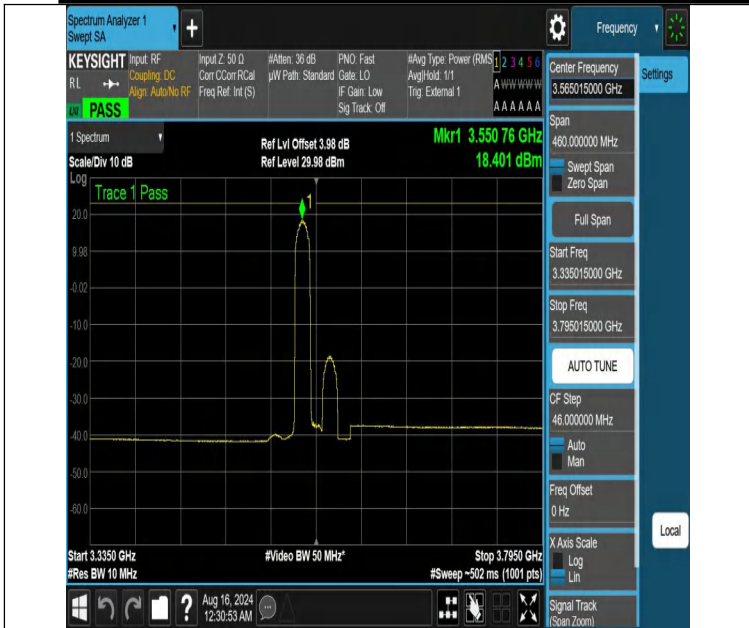 Spectrum Analyzer 1
Swept SA
+
Frequency
KEYSIGHT
RL
PASS
Input: RF
Coupling: DC
Align: Auto/No RF
Input Z: 50 Ω
Corr CCorr RCal
Freq Ref: Int (S)
#Atten: 36 dB
µW Path: Standard
PNO: Fast
Gate: LO
IF Gain: Low
Sig Track: Off
#Avg Type: Power (RMS
Avg|Hold: 1/1
Trig: External 1
1 2 3 4 5 6
A W W W W W
A A A A A A
1 Spectrum
Scale/Div 10 dB
Log
Ref Lvl Offset 3.98 dB
Ref Level 29.98 dBm
Mkr1 3.550 76 GHz
18.401 dBm
Trace 1 Pass
1
20.0
9.98
-0.02
-10.0
-20.0
-30.0
-40.0
-50.0
-60.0
Start 3.3350 GHz
#Res BW 10 MHz
#Video BW 50 MHz*
Stop 3.7950 GHz
#Sweep ~502 ms (1001 pts)
Center Frequency
3.565015000 GHz
Settings
Span
460.000000 MHz
Swept Span
Zero Span
Full Span
Start Freq
3.335015000 GHz
Stop Freq
3.795015000 GHz
AUTO TUNE
CF Step
46.000000 MHz
Auto
Man
Freq Offset
0 Hz
X Axis Scale
Log
Lin
Local
Signal Track
(Span Zoom)
?
Aug 16, 2024
12:30:53 AM